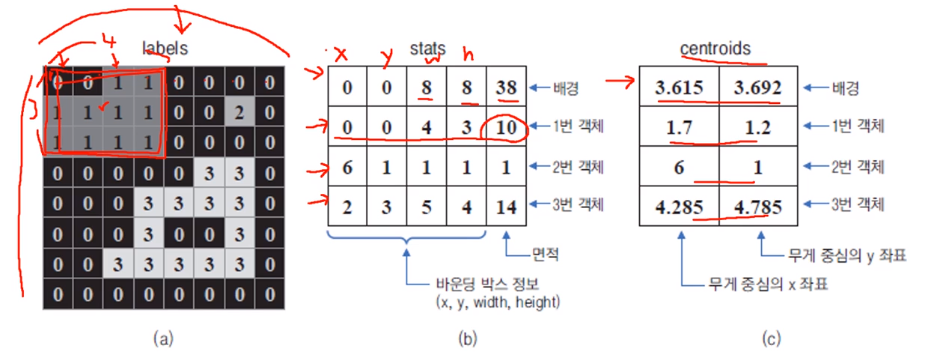 4
labels
3
0 0 1 1 0 0 0 0
1 1 1 1 0 0 2 0
1 1 1 1 0 0 0 0
0 0 0 0 0 3 3 0
0 0 0 3 3 3 3 0
0 0 0 3 0 0 3 0
0 0 3 3 3 3 3 0
0 0 0 0 0 0 0 0
(a)
stats
x y w h
0 0 8 8 38 배경
0 0 4 3 10 1번 객체
6 1 1 1 1 2번 객체
2 3 5 4 14 3번 객체
면적
바운딩 박스 정보
(x, y, width, height)
(b)
centroids
3.615 3.692 배경
1.7 1.2 1번 객체
6 1 2번 객체
4.285 4.785 3번 객체
무게 중심의 y 좌표
무게 중심의 x 좌표
(c)